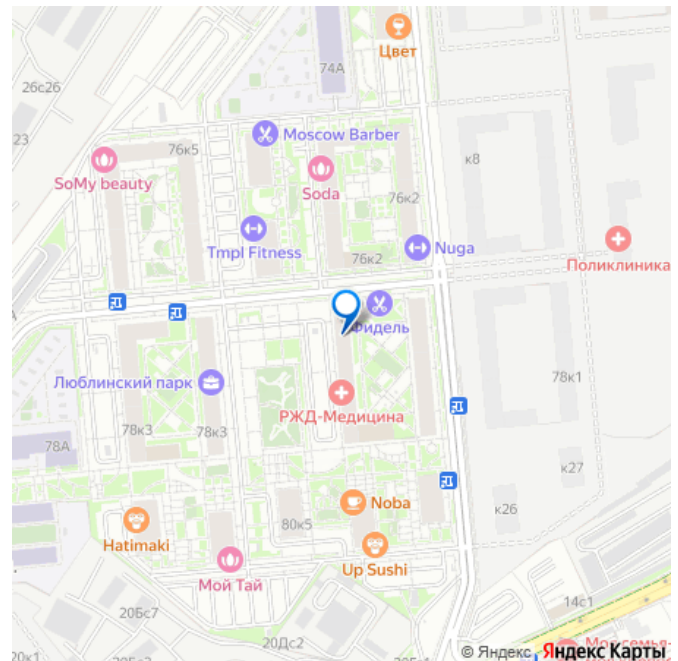 Цвет
74А
26с26
23
Moscow Barber
76к5
к8
SoMy beauty
Soda
76к2
Tmpl Fitness
Nuga
76к2
Поликлиника
Фидель
Люблинский парк
78к1
РЖД-Медицина
78к3
78к3
78А
к27
Noba
к26
80к5
Hatimaki
Up Sushi
Мой Тай
14с1
20Бс7
20Дс2
20к1
© Яндекс Яндекс Карты